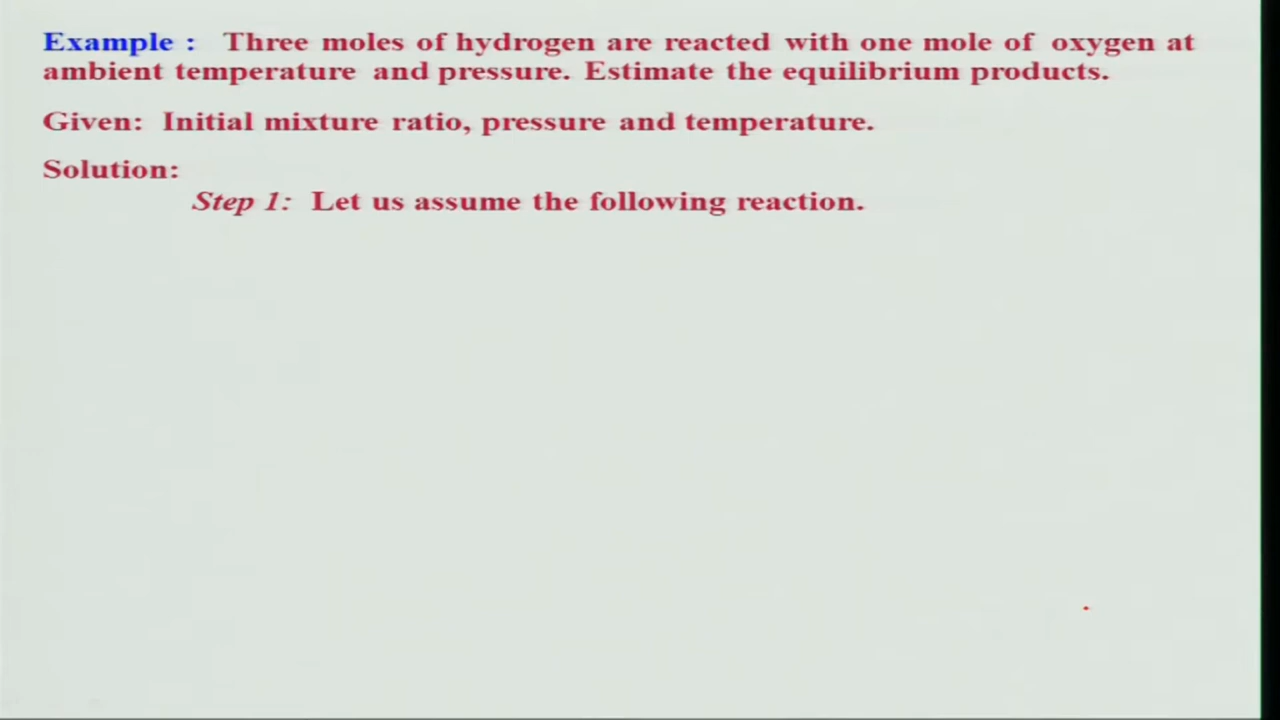 Example : Three moles of hydrogen are reacted with one mole of oxygen at
ambient temperature and pressure. Estimate the equilibrium products.
Given: Initial mixture ratio, pressure and temperature.
Solution:
Step 1: Let us assume the following reaction.